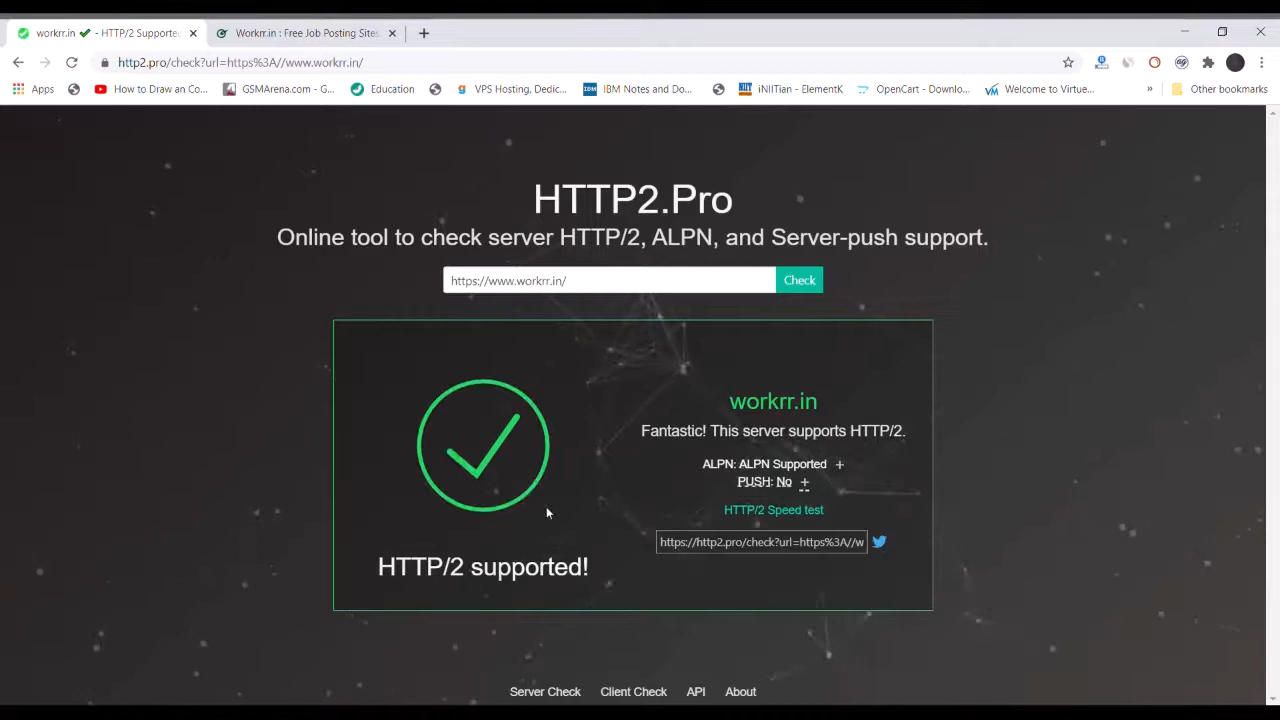 workrr.in ✔ - HTTP/2 Supported
Workrr.in : Free Job Posting Sites
http2.pro/check?url=https%3A//www.workrr.in/
Apps
How to Draw an Co...
GSMArena.com - G...
Education
VPS Hosting, Dedic...
IBM Notes and Do...
iNIITian - ElementK
OpenCart - Downlo...
Welcome to Virtue...
»
Other bookmarks
HTTP2.Pro
Online tool to check server HTTP/2, ALPN, and Server-push support.
https://www.workrr.in/
Check
workrr.in
Fantastic! This server supports HTTP/2.
ALPN: ALPN Supported +
PUSH: No +
HTTP/2 Speed test
https://http2.pro/check?url=https%3A//w
HTTP/2 supported!
Server Check
Client Check
API
About